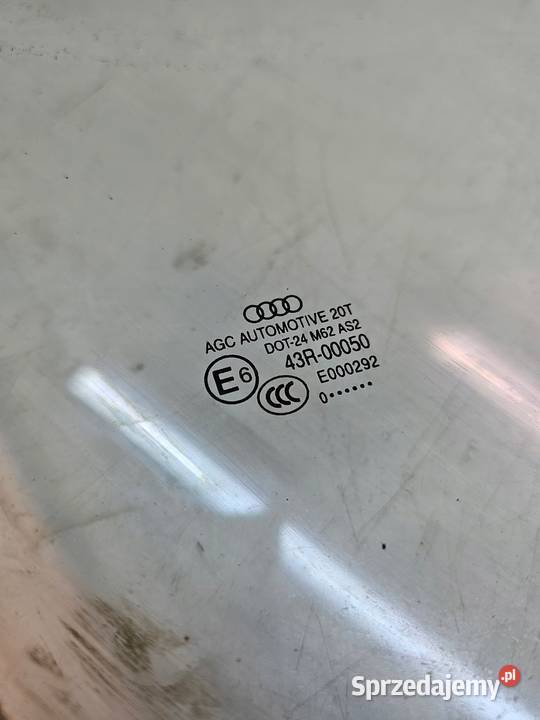 AGC AUTOMOTIVE 20T
DOT-24 M62 AS2
43R-00050
E6
E000292
CCC
0••••••
Sprzedajemy.pl